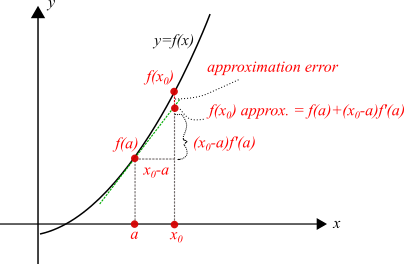 y
y=f(x)
f(x₀)
approximation error
f(x₀) approx. = f(a)+(x₀-a)f'(a)
f(a)
(x₀-a)f'(a)
x₀-a
x
a
x₀